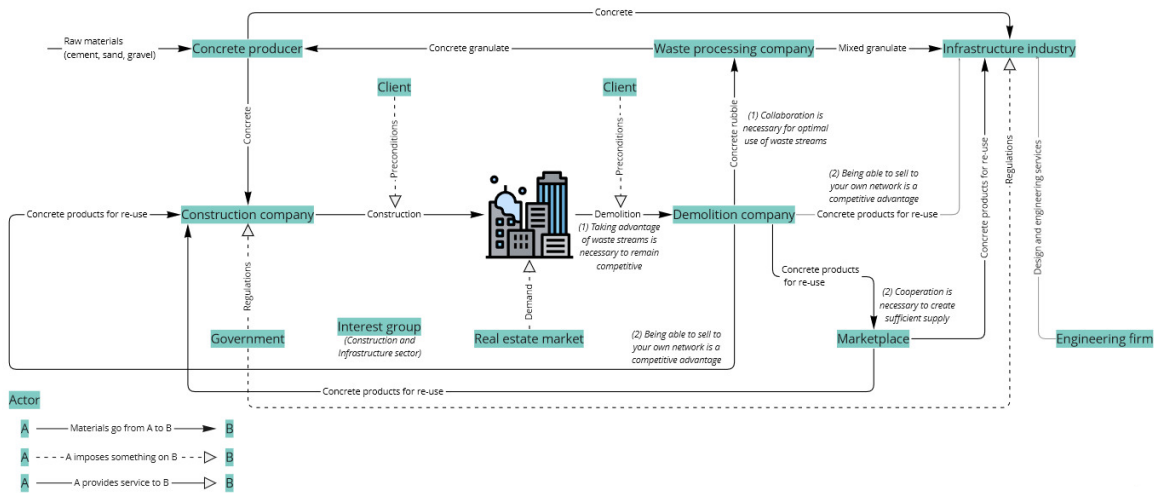 Concrete
Raw materials
(cement, sand, gravel)
Concrete producer
Concrete granulate
Waste processing company
Mixed granulate
Infrastructure industry
Client
Client
Concrete
Preconditions
Preconditions
Concrete rubble
(1) Collaboration is
necessary for optimal
use of waste streams
Concrete products for re-use
Regulations
Design and engineering services
(2) Being able to sell to
your own network is a
competitive advantage
Concrete products for re-use
Construction company
Construction
Demolition
Demolition company
Concrete products for re-use
(1) Taking advantage
of waste streams is
necessary to remain
competitive
Regulations
Demand
Concrete products
for re-use
(2) Cooperation is
necessary to create
sufficient supply
Government
Interest group
(Construction and
Infrastructure sector)
Real estate market
(2) Being able to sell to
your own network is a
competitive advantage
Marketplace
Engineering firm
Concrete products for re-use
Actor
A Materials go from A to B B
A A imposes something on B B
A A provides service to B B